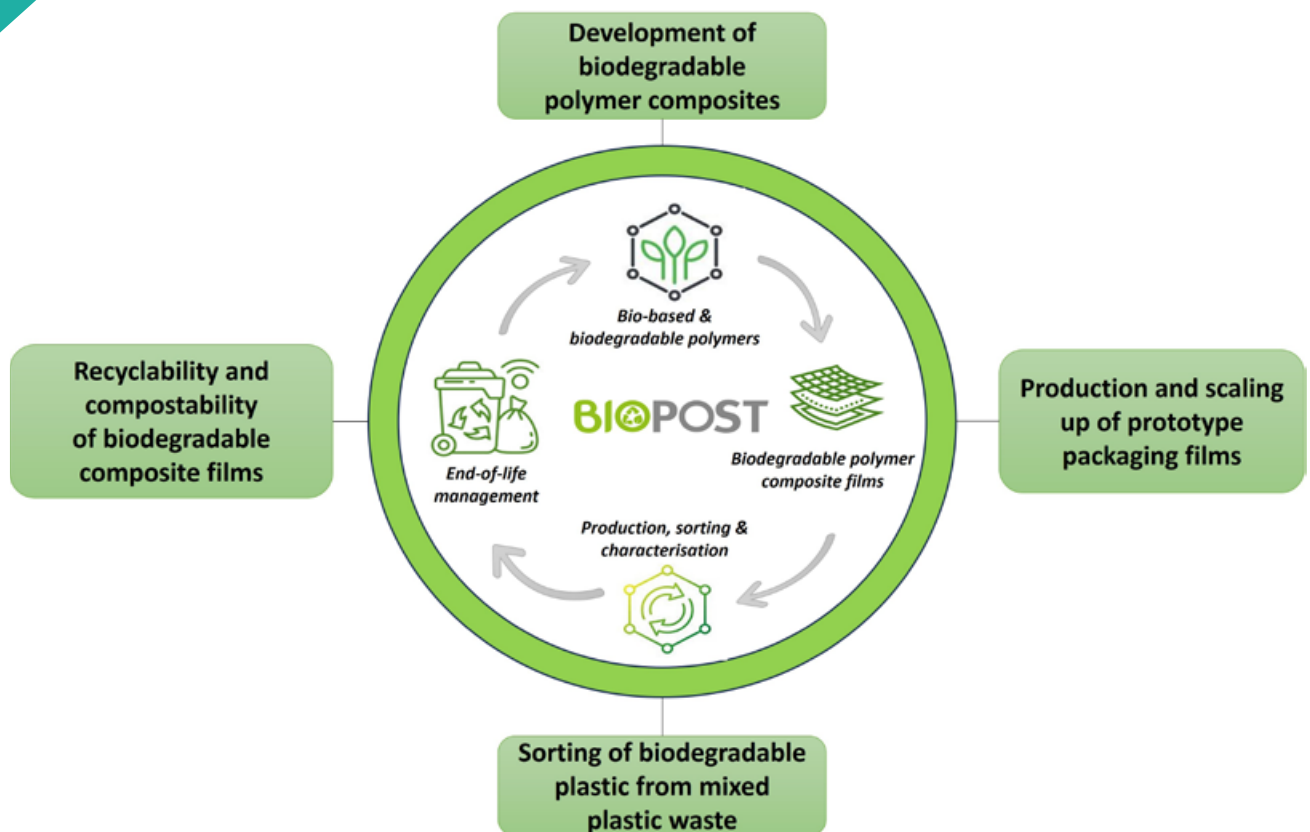 Development of
biodegradable
polymer composites
Bio-based &
biodegradable polymers
Recyclability and
compostability
of biodegradable
composite films
End-of-life
management
BIOPOST
Biodegradable polymer
composite films
Production and scaling
up of prototype
packaging films
Production, sorting &
characterisation
Sorting of biodegradable
plastic from mixed
plastic waste